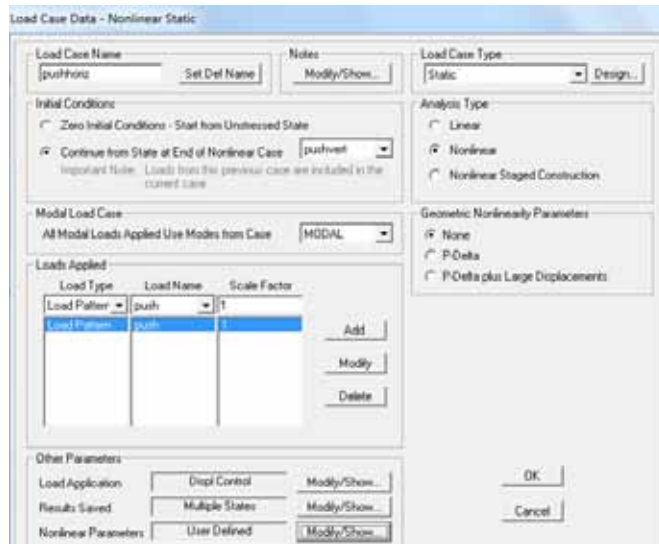 Load Case Data - Nonlinear Static
Load Case Name
pushhoriz
Set Def Name
Notes
Modify/Show...
Load Case Type
Static
Design...
Initial Conditions
Zero Initial Conditions - Start from Unstressed State
Continue from State at End of Nonlinear Case
pushvert
Important Note: Loads from this previous case are included in the
current case
Analysis Type
Linear
Nonlinear
Nonlinear Staged Construction
Modal Load Case
All Modal Loads Applied Use Modes from Case
MODAL
Geometric Nonlinearity Parameters
None
P-Delta
P-Delta plus Large Displacements
Loads Applied
Load Type Load Name Scale Factor
Load Pattern push 1
Load Pattern push 1
Add
Modify
Delete
Other Parameters
Load Application Displ Control Modify/Show...
Results Saved Multiple States Modify/Show...
Nonlinear Parameters User Defined Modify/Show...
OK
Cancel